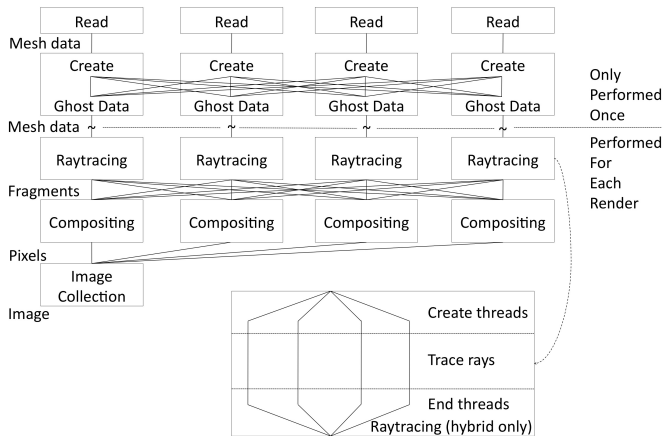 Read Read Read Read
Mesh data
Create Create Create Create
Ghost Data Ghost Data Ghost Data Ghost Data
Only
Performed
Once
Mesh data ~ ~ ~ ~
Raytracing Raytracing Raytracing Raytracing
Performed
For
Each
Render
Fragments
Compositing Compositing Compositing Compositing
Pixels
Image
Collection
Image
Create threads
Trace rays
End threads
Raytracing (hybrid only)